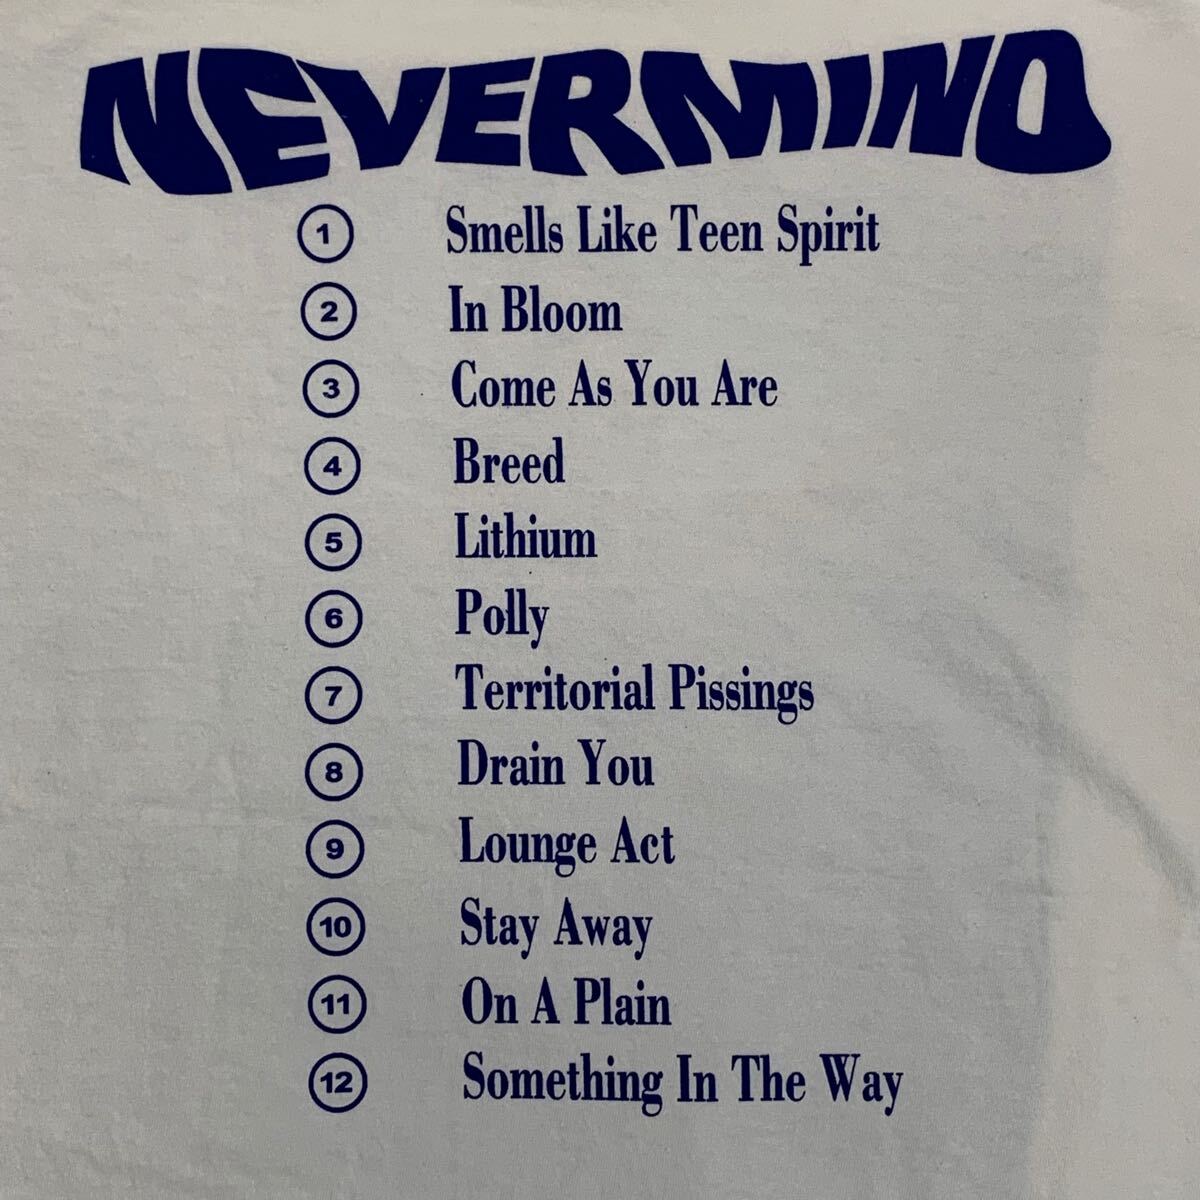 NEVERMIND
1 Smells Like Teen Spirit
2 In Bloom
3 Come As You Are
4 Breed
5 Lithium
6 Polly
7 Territorial Pissings
8 Drain You
9 Lounge Act
10 Stay Away
11 On A Plain
12 Something In The Way